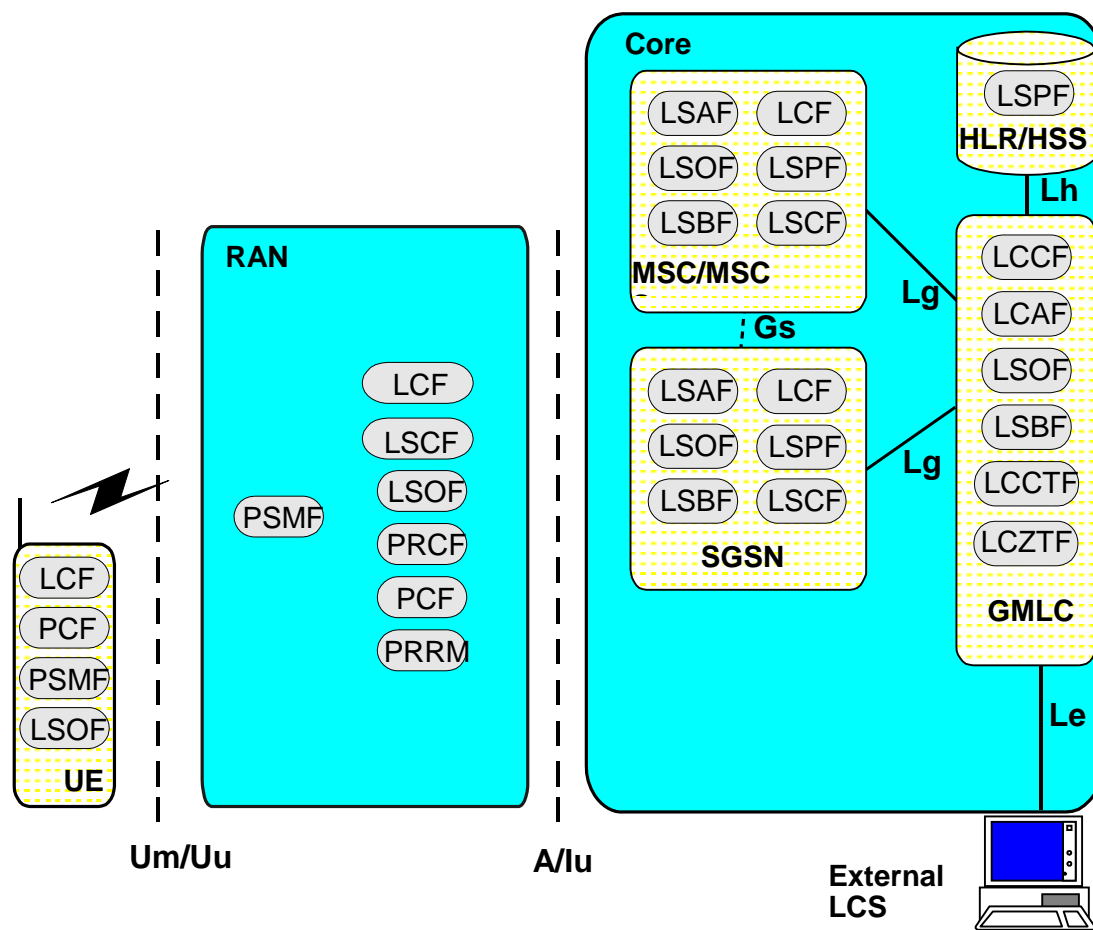 Core
LSAF LCF
LSOF LSPF
LSBF LSCF
MSC/MSC
LSPF
HLR/HSS
Lh
Lg
Gs
LSAF LCF
LSOF LSPF
LSBF LSCF
SGSN
Lg
LCCF
LCAF
LSOF
LSBF
LCCTF
LCZTF
GMLC
Le
RAN
LCF
LSCF
LSOF
PSMF
PRCF
PCF
PRRM
LCF
PCF
PSMF
LSOF
UE
Um/Uu
A/Iu
External
LCS